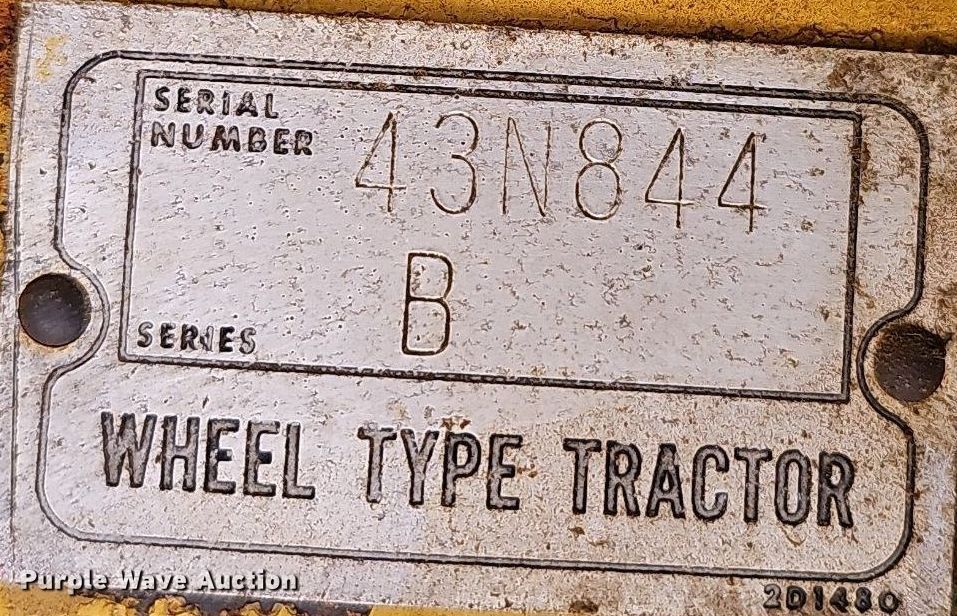 SERIAL
NUMBER
43N844
B
SERIES
WHEEL TYPE TRACTOR
2D1480
Purple Wave Auction